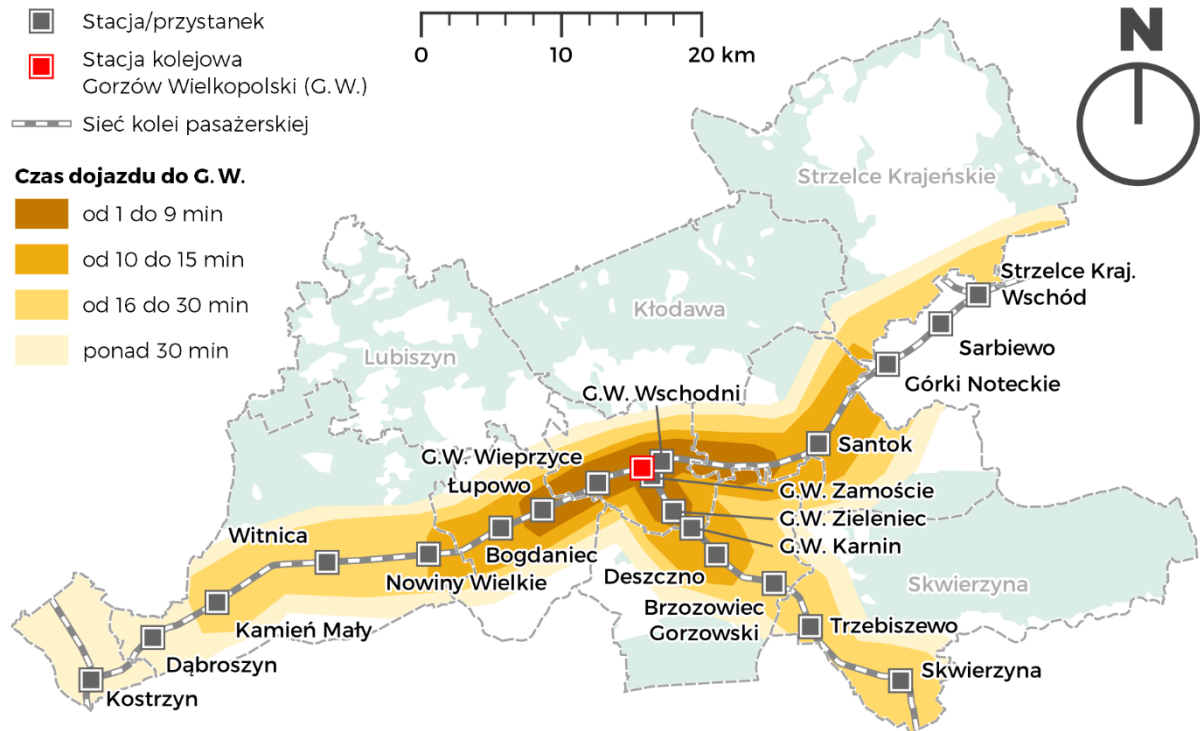 Stacja/przystanek
Stacja kolejowa
Gorzów Wielkopolski (G.W.)
Sieć kolei pasażerskiej
Czas dojazdu do G.W.
od 1 do 9 min
od 10 do 15 min
od 16 do 30 min
ponad 30 min
0 10 20 km
N
Strzelce Krajeńskie
Strzelce Kraj.
Wschód
Kłodawa
Sarbiewo
Lubiszyn
Górki Noteckie
G.W. Wschodni
Santok
G.W. Wieprzyce
Łupowo
G.W. Zamoście
G.W. Zieleniec
G.W. Karnin
Witnica
Bogdaniec
Nowiny Wielkie
Deszczno
Skwierzyna
Brzozowiec
Gorzowski
Trzebiszewo
Kamień Mały
Dąbroszyn
Skwierzyna
Kostrzyn